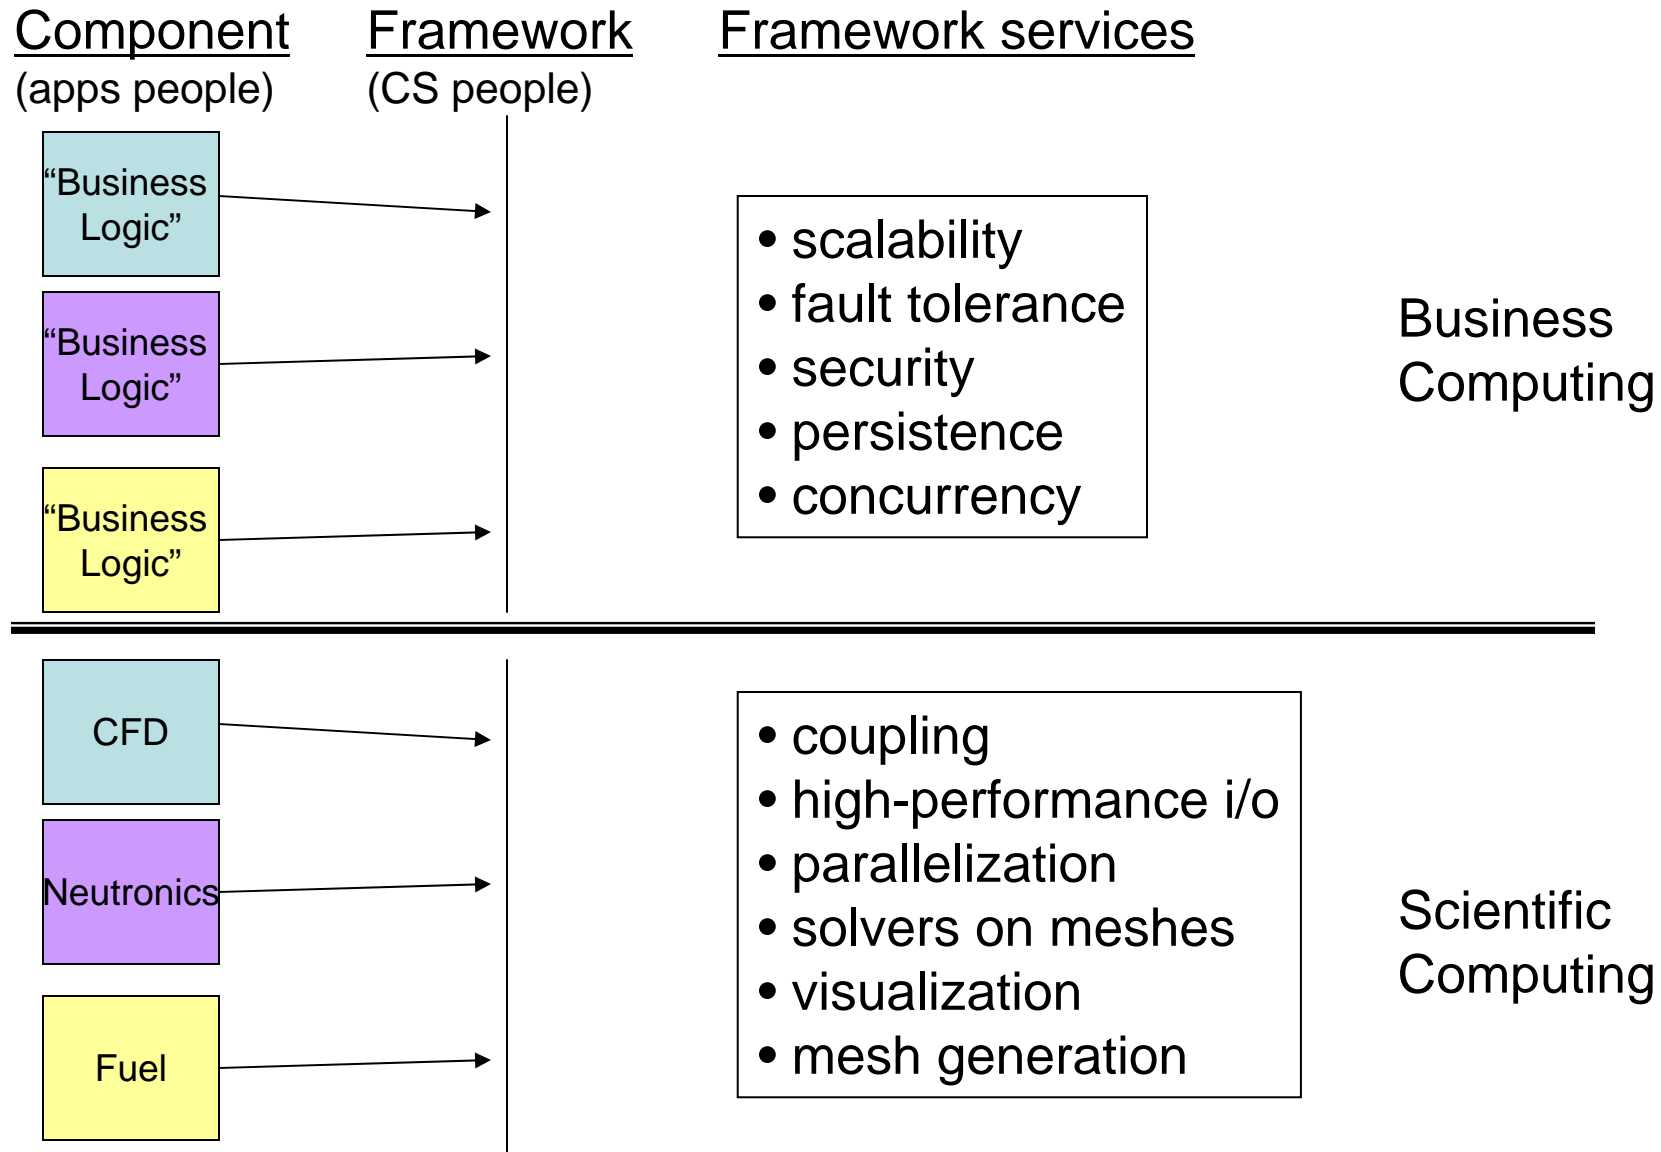 Component
Framework
Framework services
(apps people)
(CS people)
“Business
Logic”
“Business
Logic”
“Business
Logic”
• scalability
• fault tolerance
• security
• persistence
• concurrency
Business
Computing
CFD
Neutronics
Fuel
• coupling
• high-performance i/o
• parallelization
• solvers on meshes
• visualization
• mesh generation
Scientific
Computing